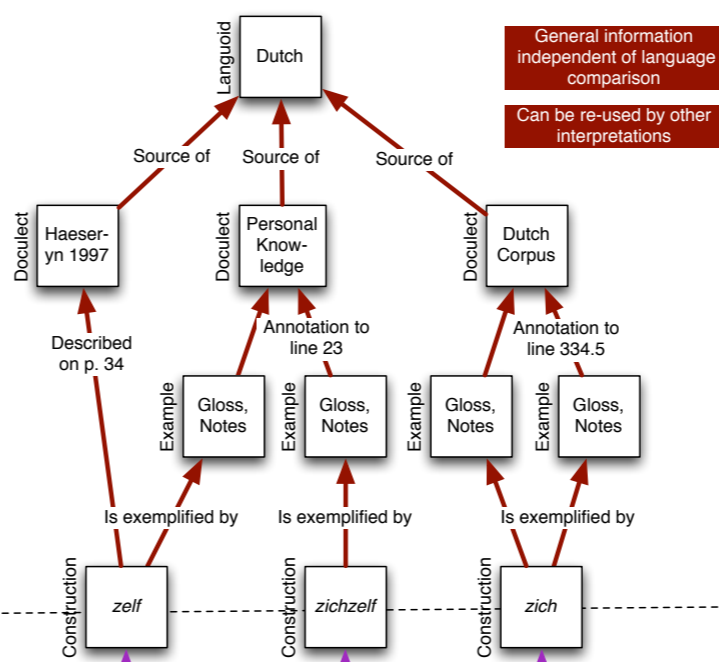 Languoid
Dutch
General information
independent of language
comparison
Can be re-used by other
interpretations
Source of
Source of
Source of
Doculect
Haeser-
yn 1997
Doculect
Personal
Know-
ledge
Doculect
Dutch
Corpus
Described
on p. 34
Annotation to
line 23
Annotation to
line 334.5
Example
Gloss,
Notes
Example
Gloss,
Notes
Example
Gloss,
Notes
Example
Gloss,
Notes
Is exemplified by
Is exemplified by
Is exemplified by
Construction
zelf
Construction
zichzelf
Construction
zich